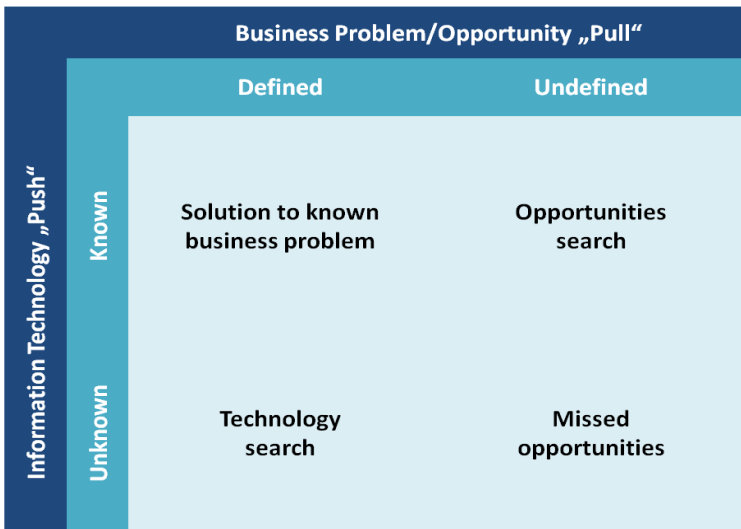 Business Problem/Opportunity „Pull“
Defined
Undefined
Information Technology „Push“
Known
Solution to known
business problem
Opportunities
search
Unknown
Technology
search
Missed
opportunities